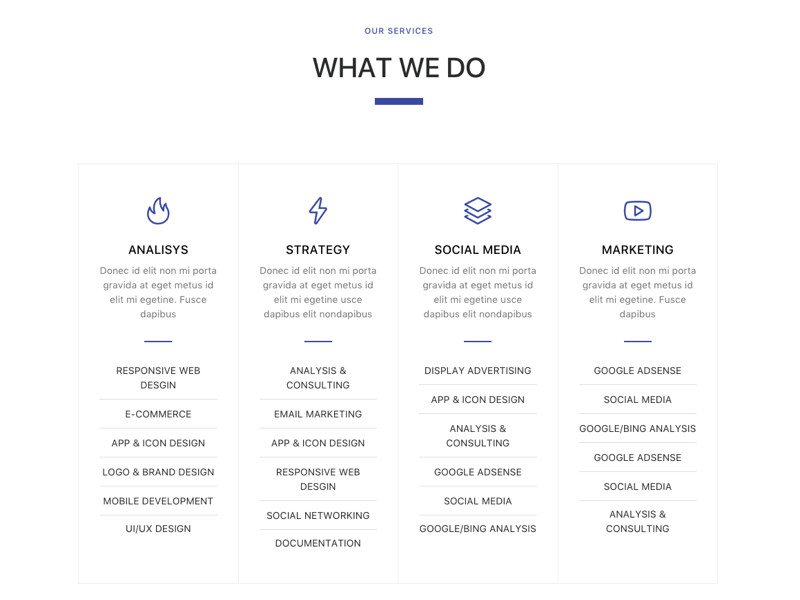 OUR SERVICES
WHAT WE DO
ANALISYS
Donec id elit non mi porta
gravida at eget metus id
elit mi egetine. Fusce
dapibus
RESPONSIVE WEB
DESGIN
E-COMMERCE
APP & ICON DESIGN
LOGO & BRAND DESIGN
MOBILE DEVELOPMENT
UI/UX DESIGN
STRATEGY
Donec id elit non mi porta
gravida at eget metus id
elit mi egetine usce
dapibus elit nondapibus
ANALYSIS &
CONSULTING
EMAIL MARKETING
APP & ICON DESIGN
RESPONSIVE WEB
DESGIN
SOCIAL NETWORKING
DOCUMENTATION
SOCIAL MEDIA
Donec id elit non mi porta
gravida at eget metus id
elit mi egetine usce
dapibus elit nondapibus
DISPLAY ADVERTISING
APP & ICON DESIGN
ANALYSIS &
CONSULTING
GOOGLE ADSENSE
SOCIAL MEDIA
GOOGLE/BING ANALYSIS
MARKETING
Donec id elit non mi porta
gravida at eget metus id
elit mi egetine. Fusce
dapibus
GOOGLE ADSENSE
SOCIAL MEDIA
GOOGLE/BING ANALYSIS
GOOGLE ADSENSE
SOCIAL MEDIA
ANALYSIS &
CONSULTING